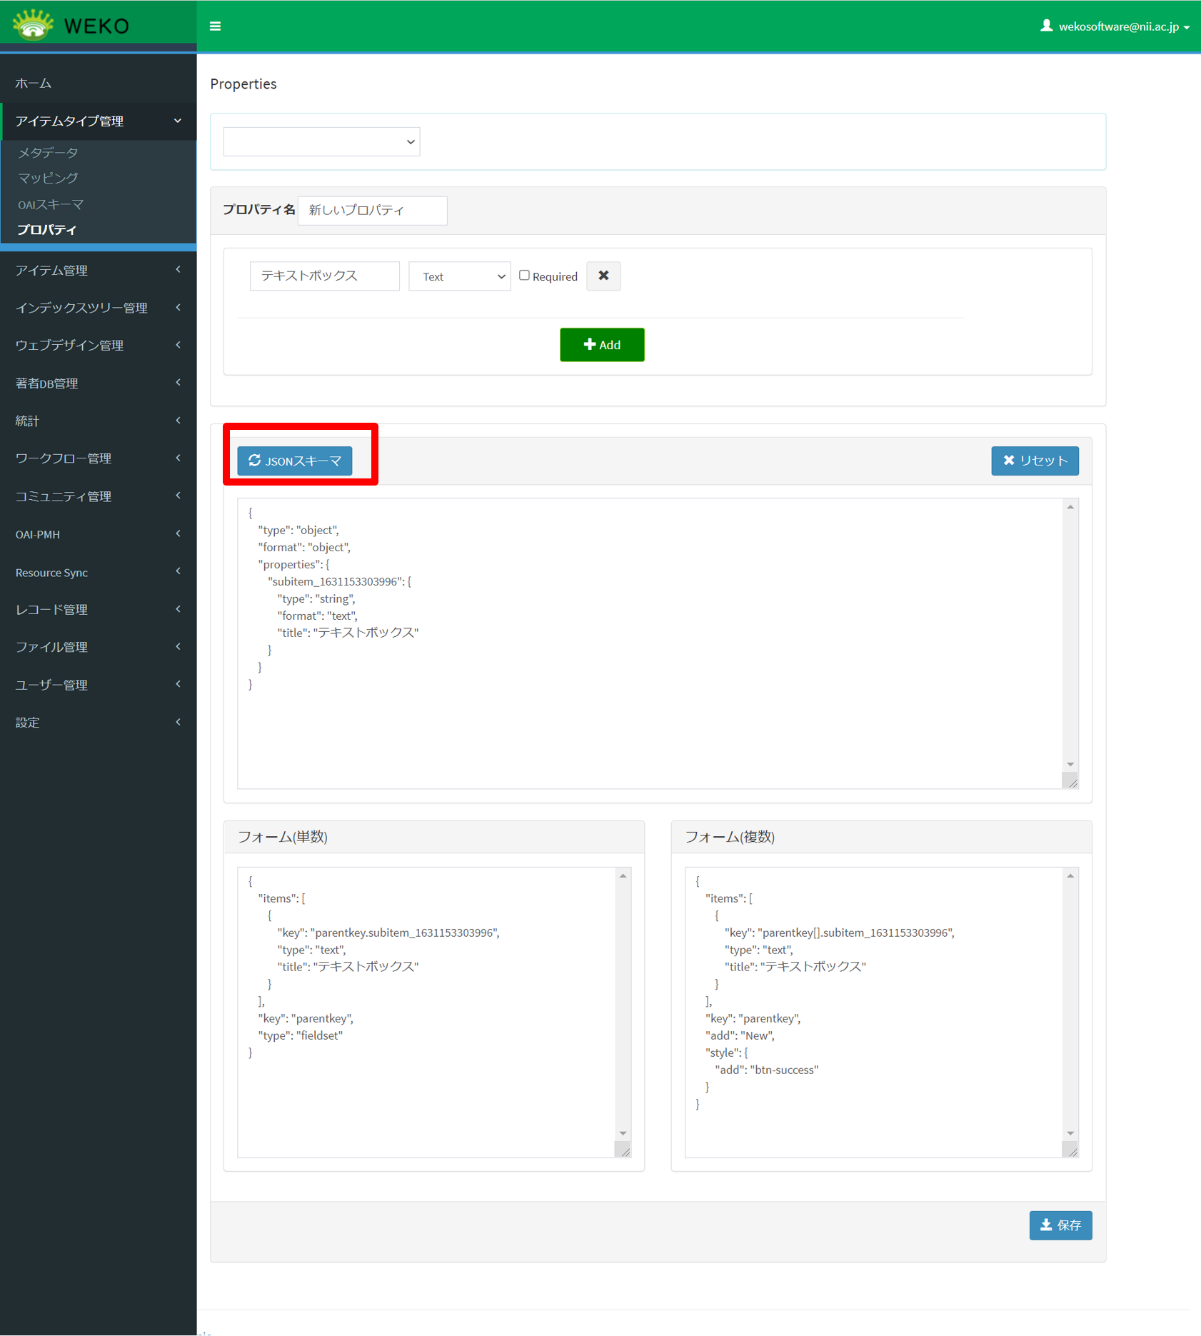 WEKO
wekosoftware@nii.ac.jp
ホーム
アイテムタイプ管理
メタデータ
マッピング
OAIスキーマ
プロパティ
アイテム管理
インデックスツリー管理
ウェブデザイン管理
著者DB管理
統計
ワークフロー管理
コミュニティ管理
OAI-PMH
Resource Sync
レコード管理
ファイル管理
ユーザー管理
設定
Properties
プロパティ名 新しいプロパティ
テキストボックス Text Required
Add
JSONスキーマ リセット
{
"type": "object",
"format": "object",
"properties": {
"subitem_1631153303996": {
"type": "string",
"format": "text",
"title": "テキストボックス"
}
}
}
フォーム(単数)
{
"items": [
{
"key": "parentkey.subitem_1631153303996",
"type": "text",
"title": "テキストボックス"
}
],
"key": "parentkey",
"type": "fieldset"
}
フォーム(複数)
{
"items": [
{
"key": "parentkey[].subitem_1631153303996",
"type": "text",
"title": "テキストボックス"
}
],
"key": "parentkey",
"add": "New",
"style": {
"add": "btn-success"
}
}
保存